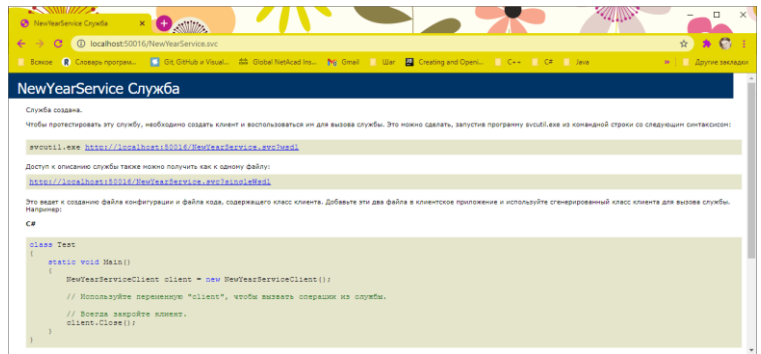 NewYearService Служба
localhost:50016/NewYearService.svc
Всякое
Словарь програм...
Git, GitHub и Visual...
Global NetAcad Ins...
Gmail
Шаг
Creating and Openi...
C++
C#
Java
»
Другие закладки
NewYearService Служба
Служба создана.
Чтобы протестировать эту службу, необходимо создать клиент и воспользоваться им для вызова службы. Это можно сделать, запустив программу svcutil.exe из командной строки со следующим синтаксисом:
svcutil.exe http://localhost:50016/NewYearService.svc?wsdl
Доступ к описанию службы также можно получить как к одному файлу:
http://localhost:50016/NewYearService.svc?singleWsdl
Это ведет к созданию файла конфигурации и файла кода, содержащего класс клиента. Добавьте эти два файла в клиентское приложение и используйте сгенерированный класс клиента для вызова службы.
Например:
C#
class Test
{
static void Main()
{
NewYearServiceClient client = new NewYearServiceClient();
// Используйте переменную "client", чтобы вызвать операции из службы.
// Всегда закройте клиент.
client.Close();
}
}